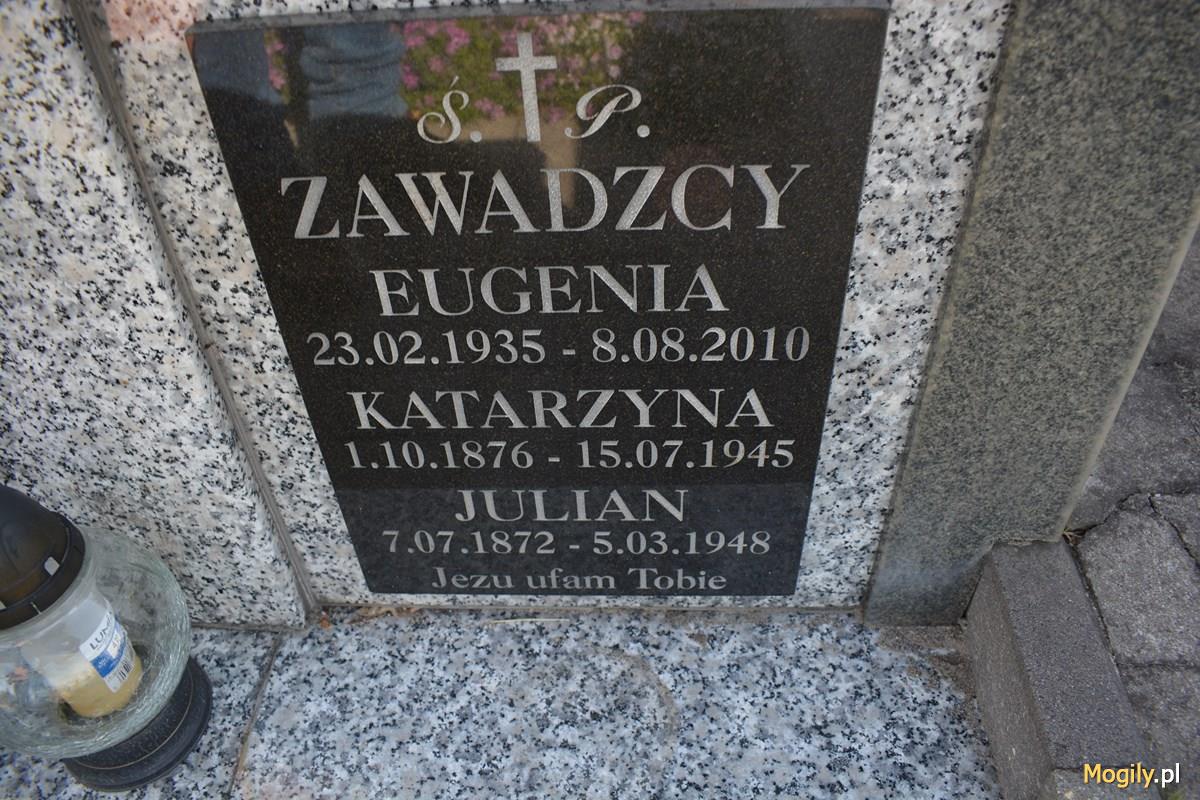 Ś. P.
ZAWADZCY
EUGENIA
23.02.1935 - 8.08.2010
KATARZYNA
1.10.1876 - 15.07.1945
JULIAN
7.07.1872 - 5.03.1948
Jezu ufam Tobie
Mogily.pl